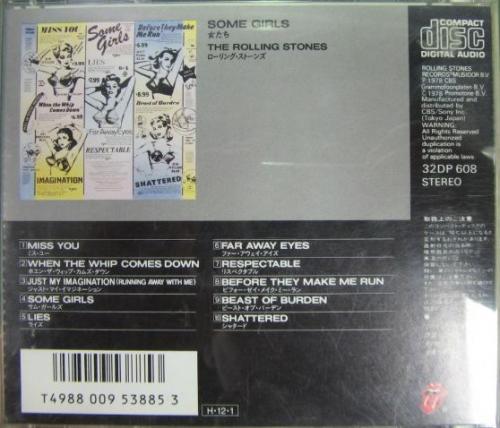 MISS YOU
Some Girls
Before They Make Me Run
LIES
$6.99
When the Whip Comes Down
Far Away Eyes
Beast of Burden
RESPECTABLE
IMAGINATION
SHATTERED
SOME GIRLS
女たち
THE ROLLING STONES
ローリング・ストーンズ
COMPACT
disc
DIGITAL AUDIO
ROLLING STONES
RECORDS/MUSIDOR B.V.
Ⓟ 1978 CBS
Grammofoonplaten B.V.
© 1978 Promotone B.V.
Manufactured and
distributed by
CBS/Sony Inc.
(Tokyo Japan)
WARNING:
All Rights Reserved
Unauthorized
duplication is
a violation
of applicable laws
32DP 608
STEREO
取扱上のご注意
1 MISS YOU
ミス・ユー
2 WHEN THE WHIP COMES DOWN
ホエン・ザ・ウィップ・カムズ・ダウン
3 JUST MY IMAGINATION (RUNNING AWAY WITH ME)
ジャスト・マイ・イマジネーション
4 SOME GIRLS
サム・ガールズ
5 LIES
ライズ
6 FAR AWAY EYES
ファー・アウェイ・アイズ
7 RESPECTABLE
リスペクタブル
8 BEFORE THEY MAKE ME RUN
ビフォー・ゼイ・メイク・ミー・ラン
9 BEAST OF BURDEN
ビースト・オブ・バーデン
10 SHATTERED
シャタード
T4988 009 53885 3
H・12・1